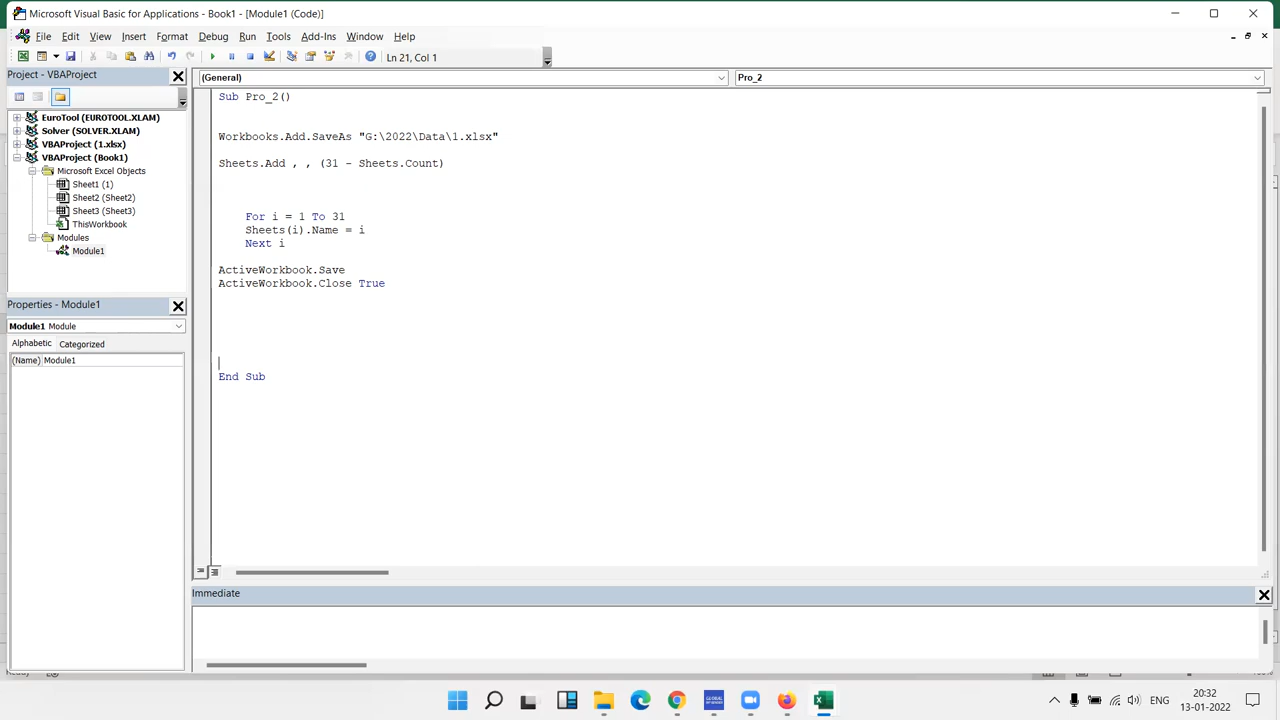 Microsoft Visual Basic for Applications - Book1 - [Module1 (Code)]
File Edit View Insert Format Debug Run Tools Add-Ins Window Help
Ln 21, Col 1
Project - VBAProject
(General)
Pro_2
EuroTool (EUROTOOL.XLAM)
Solver (SOLVER.XLAM)
VBAProject (1.xlsx)
VBAProject (Book1)
Microsoft Excel Objects
Sheet1 (1)
Sheet2 (Sheet2)
Sheet3 (Sheet3)
ThisWorkbook
Modules
Module1
Properties - Module1
Module1 Module
Alphabetic Categorized
(Name) Module1
Sub Pro_2()
Workbooks.Add.SaveAs "G:\2022\Data\1.xlsx"
Sheets.Add , , (31 - Sheets.Count)
For i = 1 To 31
Sheets(i).Name = i
Next i
ActiveWorkbook.Save
ActiveWorkbook.Close True
End Sub
Immediate
ENG
20:32
13-01-2022